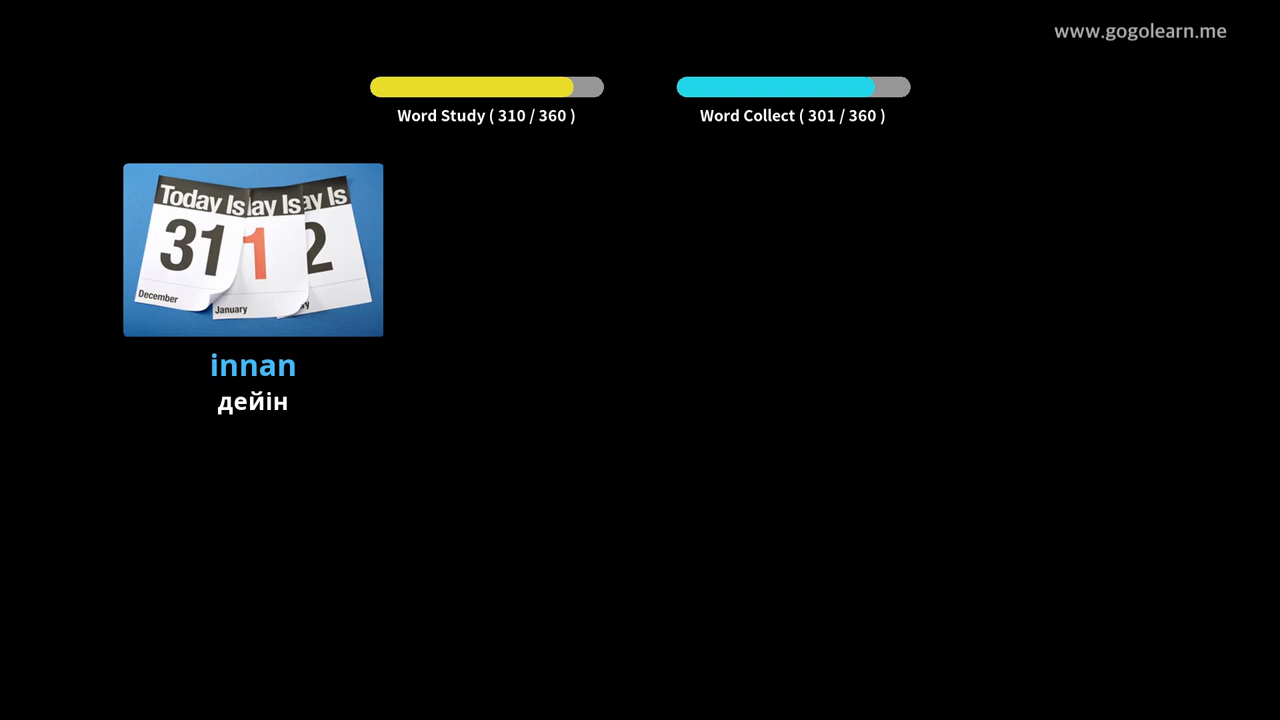 www.gogolearn.me
Word Study ( 310 / 360 )
Word Collect ( 301 / 360 )
Today Is
ay Is
ay Is
31
1
2
December
January
innan
дейін